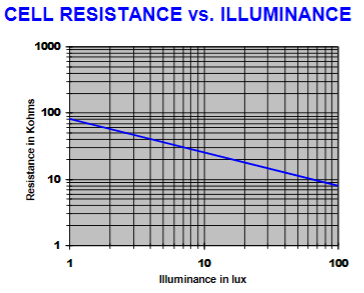 CELL RESISTANCE vs. ILLUMINANCE
1000
100
10
1
Resistance in Kohms
1 10 100
Illuminance in lux